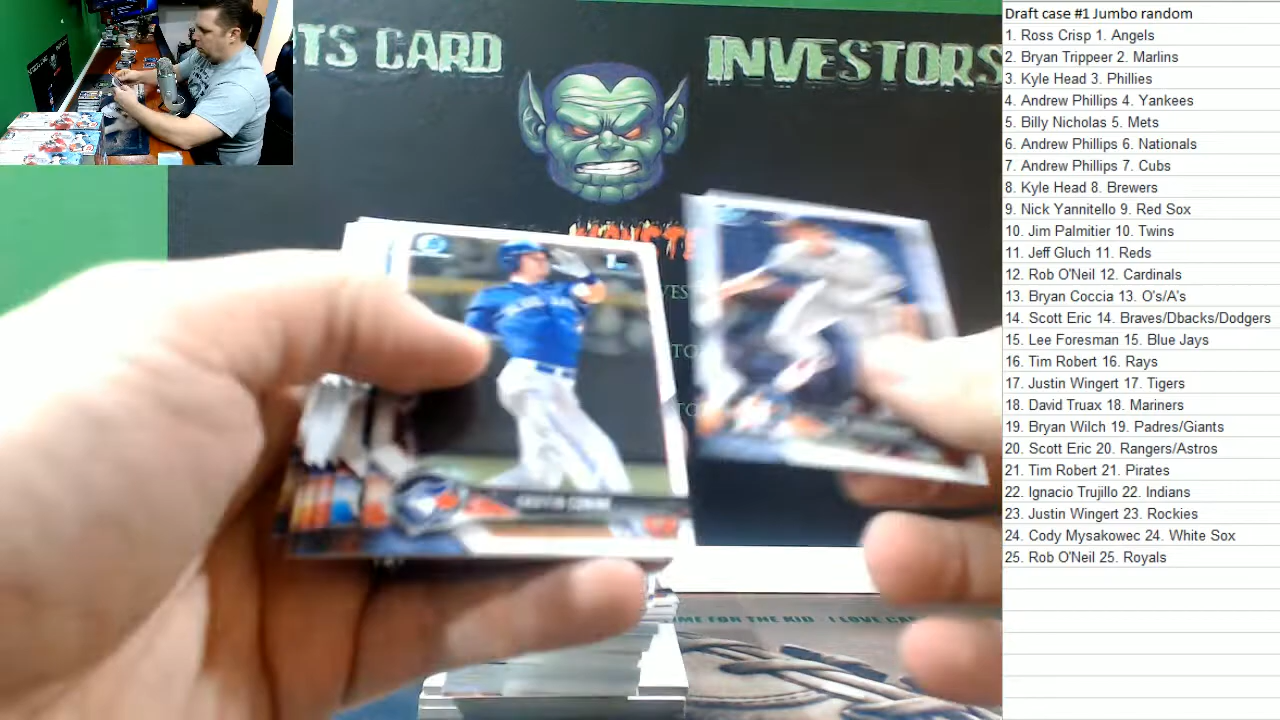 RTS CARD INVESTORS
OME FOR THE KID I LOVE CAR
Draft case #1 Jumbo random
1. Ross Crisp 1. Angels
2. Bryan Trippeer 2. Marlins
3. Kyle Head 3. Phillies
4. Andrew Phillips 4. Yankees
5. Billy Nicholas 5. Mets
6. Andrew Phillips 6. Nationals
7. Andrew Phillips 7. Cubs
8. Kyle Head 8. Brewers
9. Nick Yannitello 9. Red Sox
10. Jim Palmitier 10. Twins
11. Jeff Gluch 11. Reds
12. Rob O'Neil 12. Cardinals
13. Bryan Coccia 13. O's/A's
14. Scott Eric 14. Braves/Dbacks/Dodgers
15. Lee Foresman 15. Blue Jays
16. Tim Robert 16. Rays
17. Justin Wingert 17. Tigers
18. David Truax 18. Mariners
19. Bryan Wilch 19. Padres/Giants
20. Scott Eric 20. Rangers/Astros
21. Tim Robert 21. Pirates
22. Ignacio Trujillo 22. Indians
23. Justin Wingert 23. Rockies
24. Cody Mysakowec 24. White Sox
25. Rob O'Neil 25. Royals